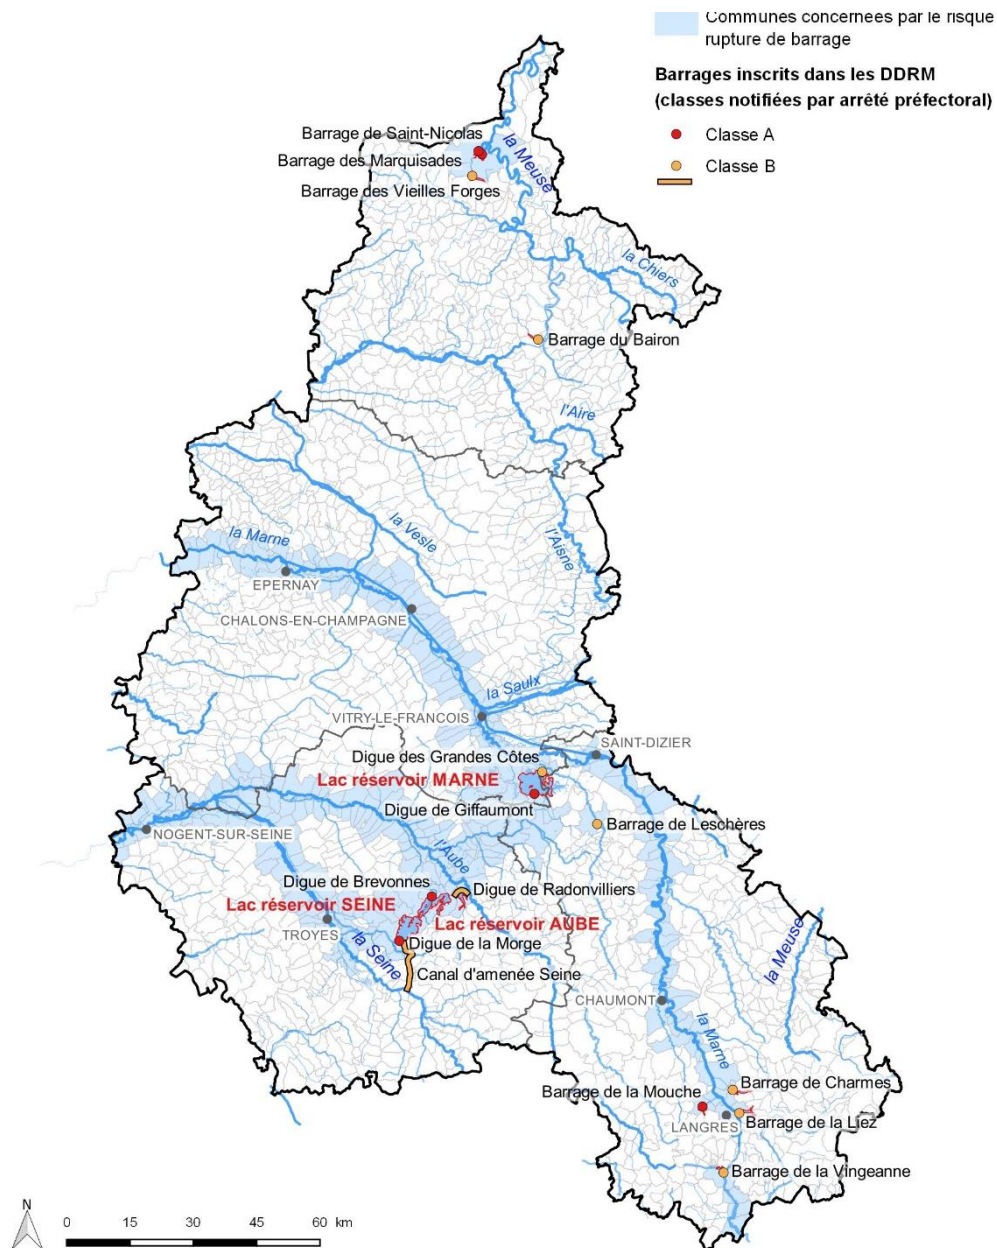 Communes concernées par le risque
rupture de barrage
Barrages inscrits dans les DDRM
(classes notifiées par arrêté préfectoral)
Classe A
Classe B
Barrage de Saint-Nicolas
Barrage des Marquisades
Barrage des Vieilles Forges
la Meuse
la Chiers
Barrage du Bairon
l'Aire
la Vesle
l'Aisne
la Marne
EPERNAY
CHALONS-EN-CHAMPAGNE
la Saulx
VITRY-LE-FRANCOIS
SAINT-DIZIER
Digue des Grandes Côtes
Lac réservoir MARNE
Digue de Giffaumont
NOGENT-SUR-SEINE
Barrage de Leschères
l'Aube
Digue de Brevonnes
Digue de Radonvilliers
Lac réservoir SEINE
Lac réservoir AUBE
TROYES
Digue de la Morge
la Seine
Canal d'amenée Seine
la Meuse
CHAUMONT
la Marne
Barrage de Charmes
Barrage de la Mouche
LANGRES
Barrage de la Liez
Barrage de la Vingeanne
N
0 15 30 45 60 km